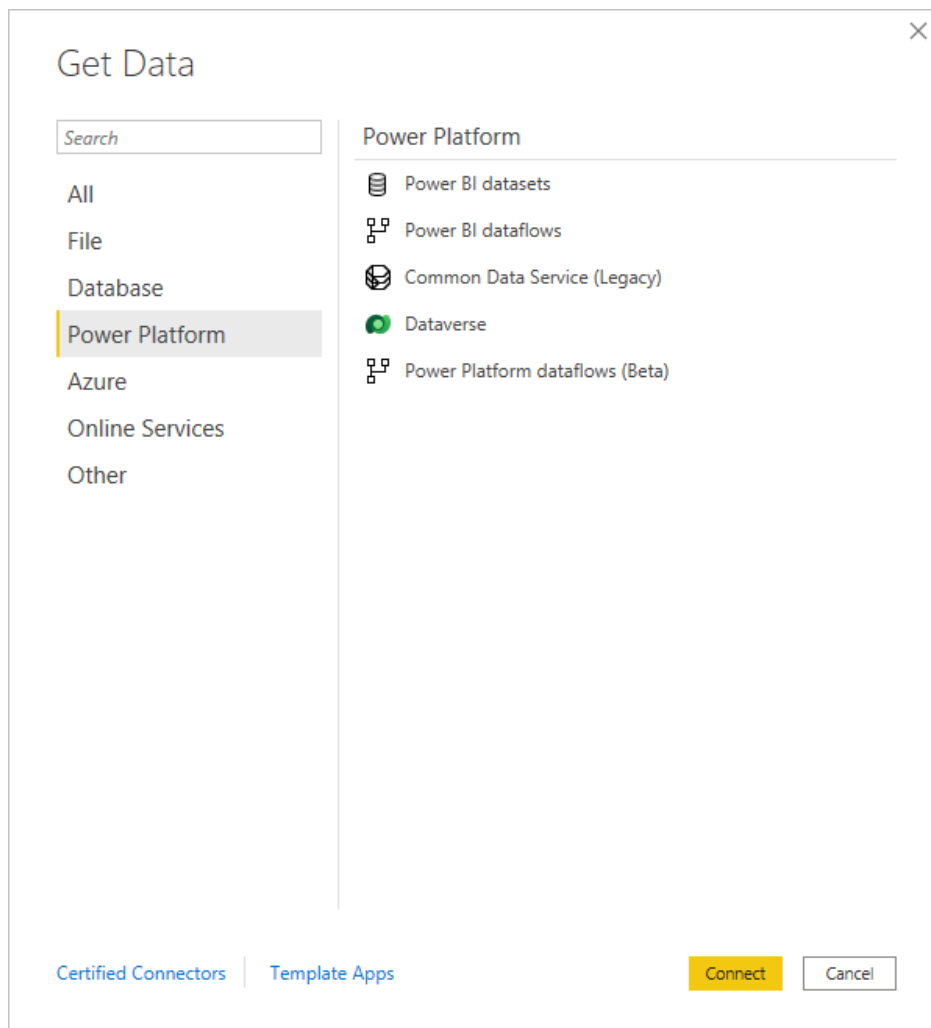 Get Data
Search
All
File
Database
Power Platform
Azure
Online Services
Other
Power Platform
Power BI datasets
Power BI dataflows
Common Data Service (Legacy)
Dataverse
Power Platform dataflows (Beta)
Certified Connectors
Template Apps
Connect
Cancel